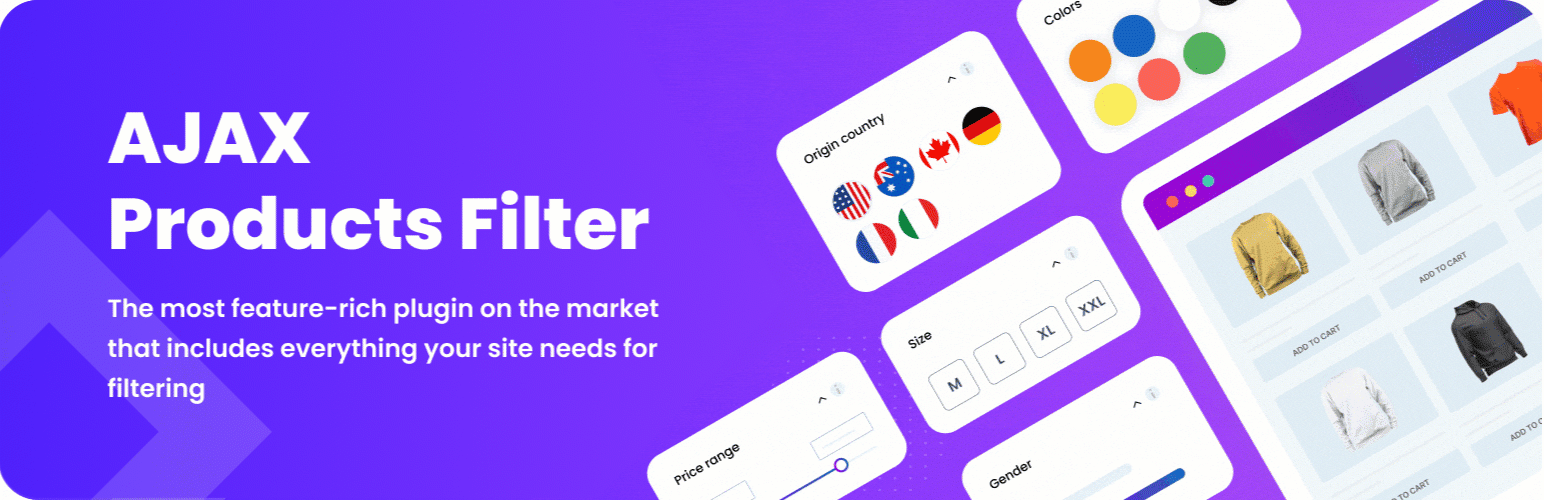 AJAX
Products Filter
The most feature-rich plugin on the market
that includes everything your site needs for
filtering
Colors
Origin country
Size
M
L
XL
XXL
Price range
Gender
ADD TO CART
ADD TO CART
ADD TO CART